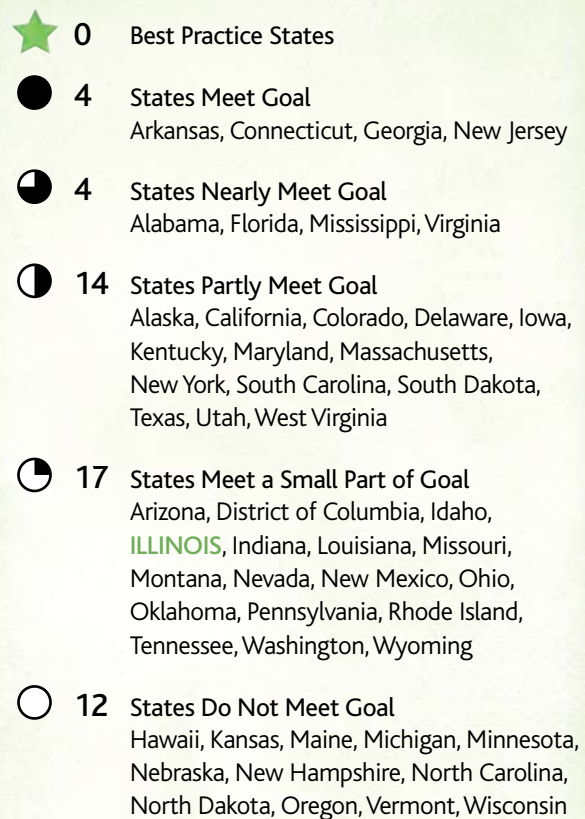 0 Best Practice States
4 States Meet Goal
Arkansas, Connecticut, Georgia, New Jersey
4 States Nearly Meet Goal
Alabama, Florida, Mississippi, Virginia
14 States Partly Meet Goal
Alaska, California, Colorado, Delaware, Iowa,
Kentucky, Maryland, Massachusetts,
New York, South Carolina, South Dakota,
Texas, Utah, West Virginia
17 States Meet a Small Part of Goal
Arizona, District of Columbia, Idaho,
ILLINOIS, Indiana, Louisiana, Missouri,
Montana, Nevada, New Mexico, Ohio,
Oklahoma, Pennsylvania, Rhode Island,
Tennessee, Washington, Wyoming
12 States Do Not Meet Goal
Hawaii, Kansas, Maine, Michigan, Minnesota,
Nebraska, New Hampshire, North Carolina,
North Dakota, Oregon, Vermont, Wisconsin